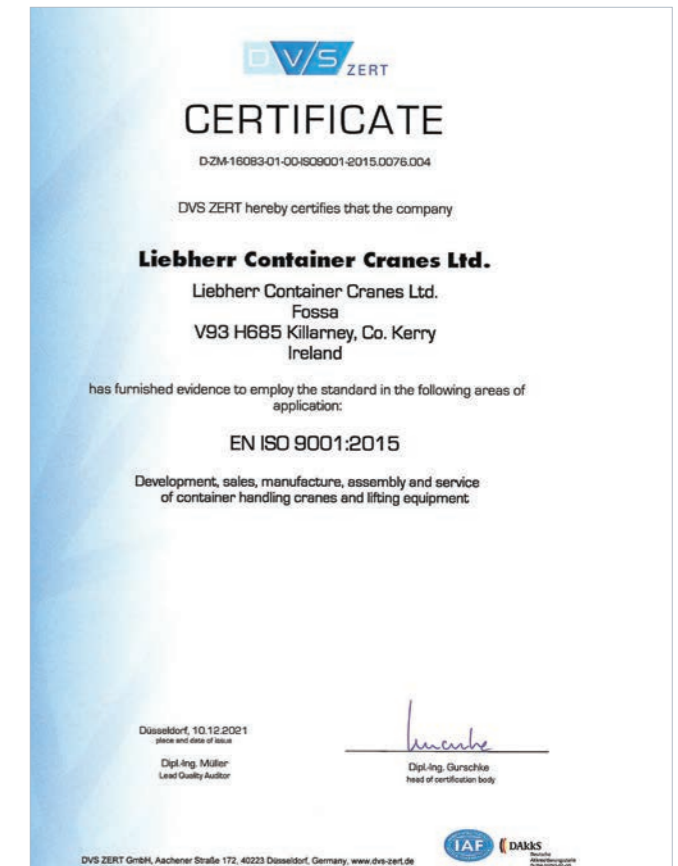 DVS ZERT
CERTIFICATE
D-ZM-16083-01-00-ISO9001-2015.0076.004
DVS ZERT hereby certifies that the company
Liebherr Container Cranes Ltd.
Liebherr Container Cranes Ltd.
Fossa
V93 H685 Killarney, Co. Kerry
Ireland
has furnished evidence to employ the standard in the following areas of
application:
EN ISO 9001:2015
Development, sales, manufacture, assembly and service
of container handling cranes and lifting equipment
Düsseldorf, 10.12.2021
place and date of issue
Dipl.-Ing. Müller
Lead Quality Auditor
Dipl.-Ing. Gurschke
head of certification body
DVS ZERT GmbH, Aachener Straße 172, 40223 Düsseldorf, Germany, www.dvs-zert.de
IAF
DAkkS
Deutsche
Akkreditierungsstelle